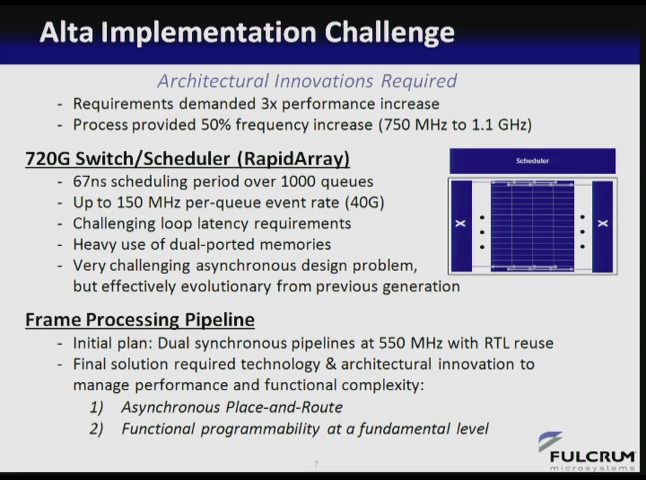 Alta Implementation Challenge
Architectural Innovations Required
- Requirements demanded 3x performance increase
- Process provided 50% frequency increase (750 MHz to 1.1 GHz)
720G Switch/Scheduler (RapidArray)
- 67ns scheduling period over 1000 queues
- Up to 150 MHz per-queue event rate (40G)
- Challenging loop latency requirements
- Heavy use of dual-ported memories
- Very challenging asynchronous design problem,
but effectively evolutionary from previous generation
Scheduler
X
X
Frame Processing Pipeline
- Initial plan: Dual synchronous pipelines at 550 MHz with RTL reuse
- Final solution required technology & architectural innovation to
manage performance and functional complexity:
1) Asynchronous Place-and-Route
2) Functional programmability at a fundamental level
7
FULCRUM
microsystems